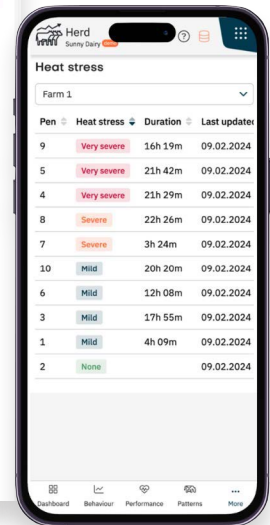 Herd
Sunny Dairy
Heat stress
Farm 1
Pen Heat stress Duration Last updated
9 Very severe 16h 19m 09.02.2024
5 Very severe 21h 42m 09.02.2024
4 Very severe 21h 29m 09.02.2024
8 Severe 22h 26m 09.02.2024
7 Severe 3h 24m 09.02.2024
10 Mild 20h 20m 09.02.2024
6 Mild 12h 08m 09.02.2024
3 Mild 17h 55m 09.02.2024
1 Mild 4h 09m 09.02.2024
2 None 09.02.2024
Dashboard Behaviour Performance Patterns More